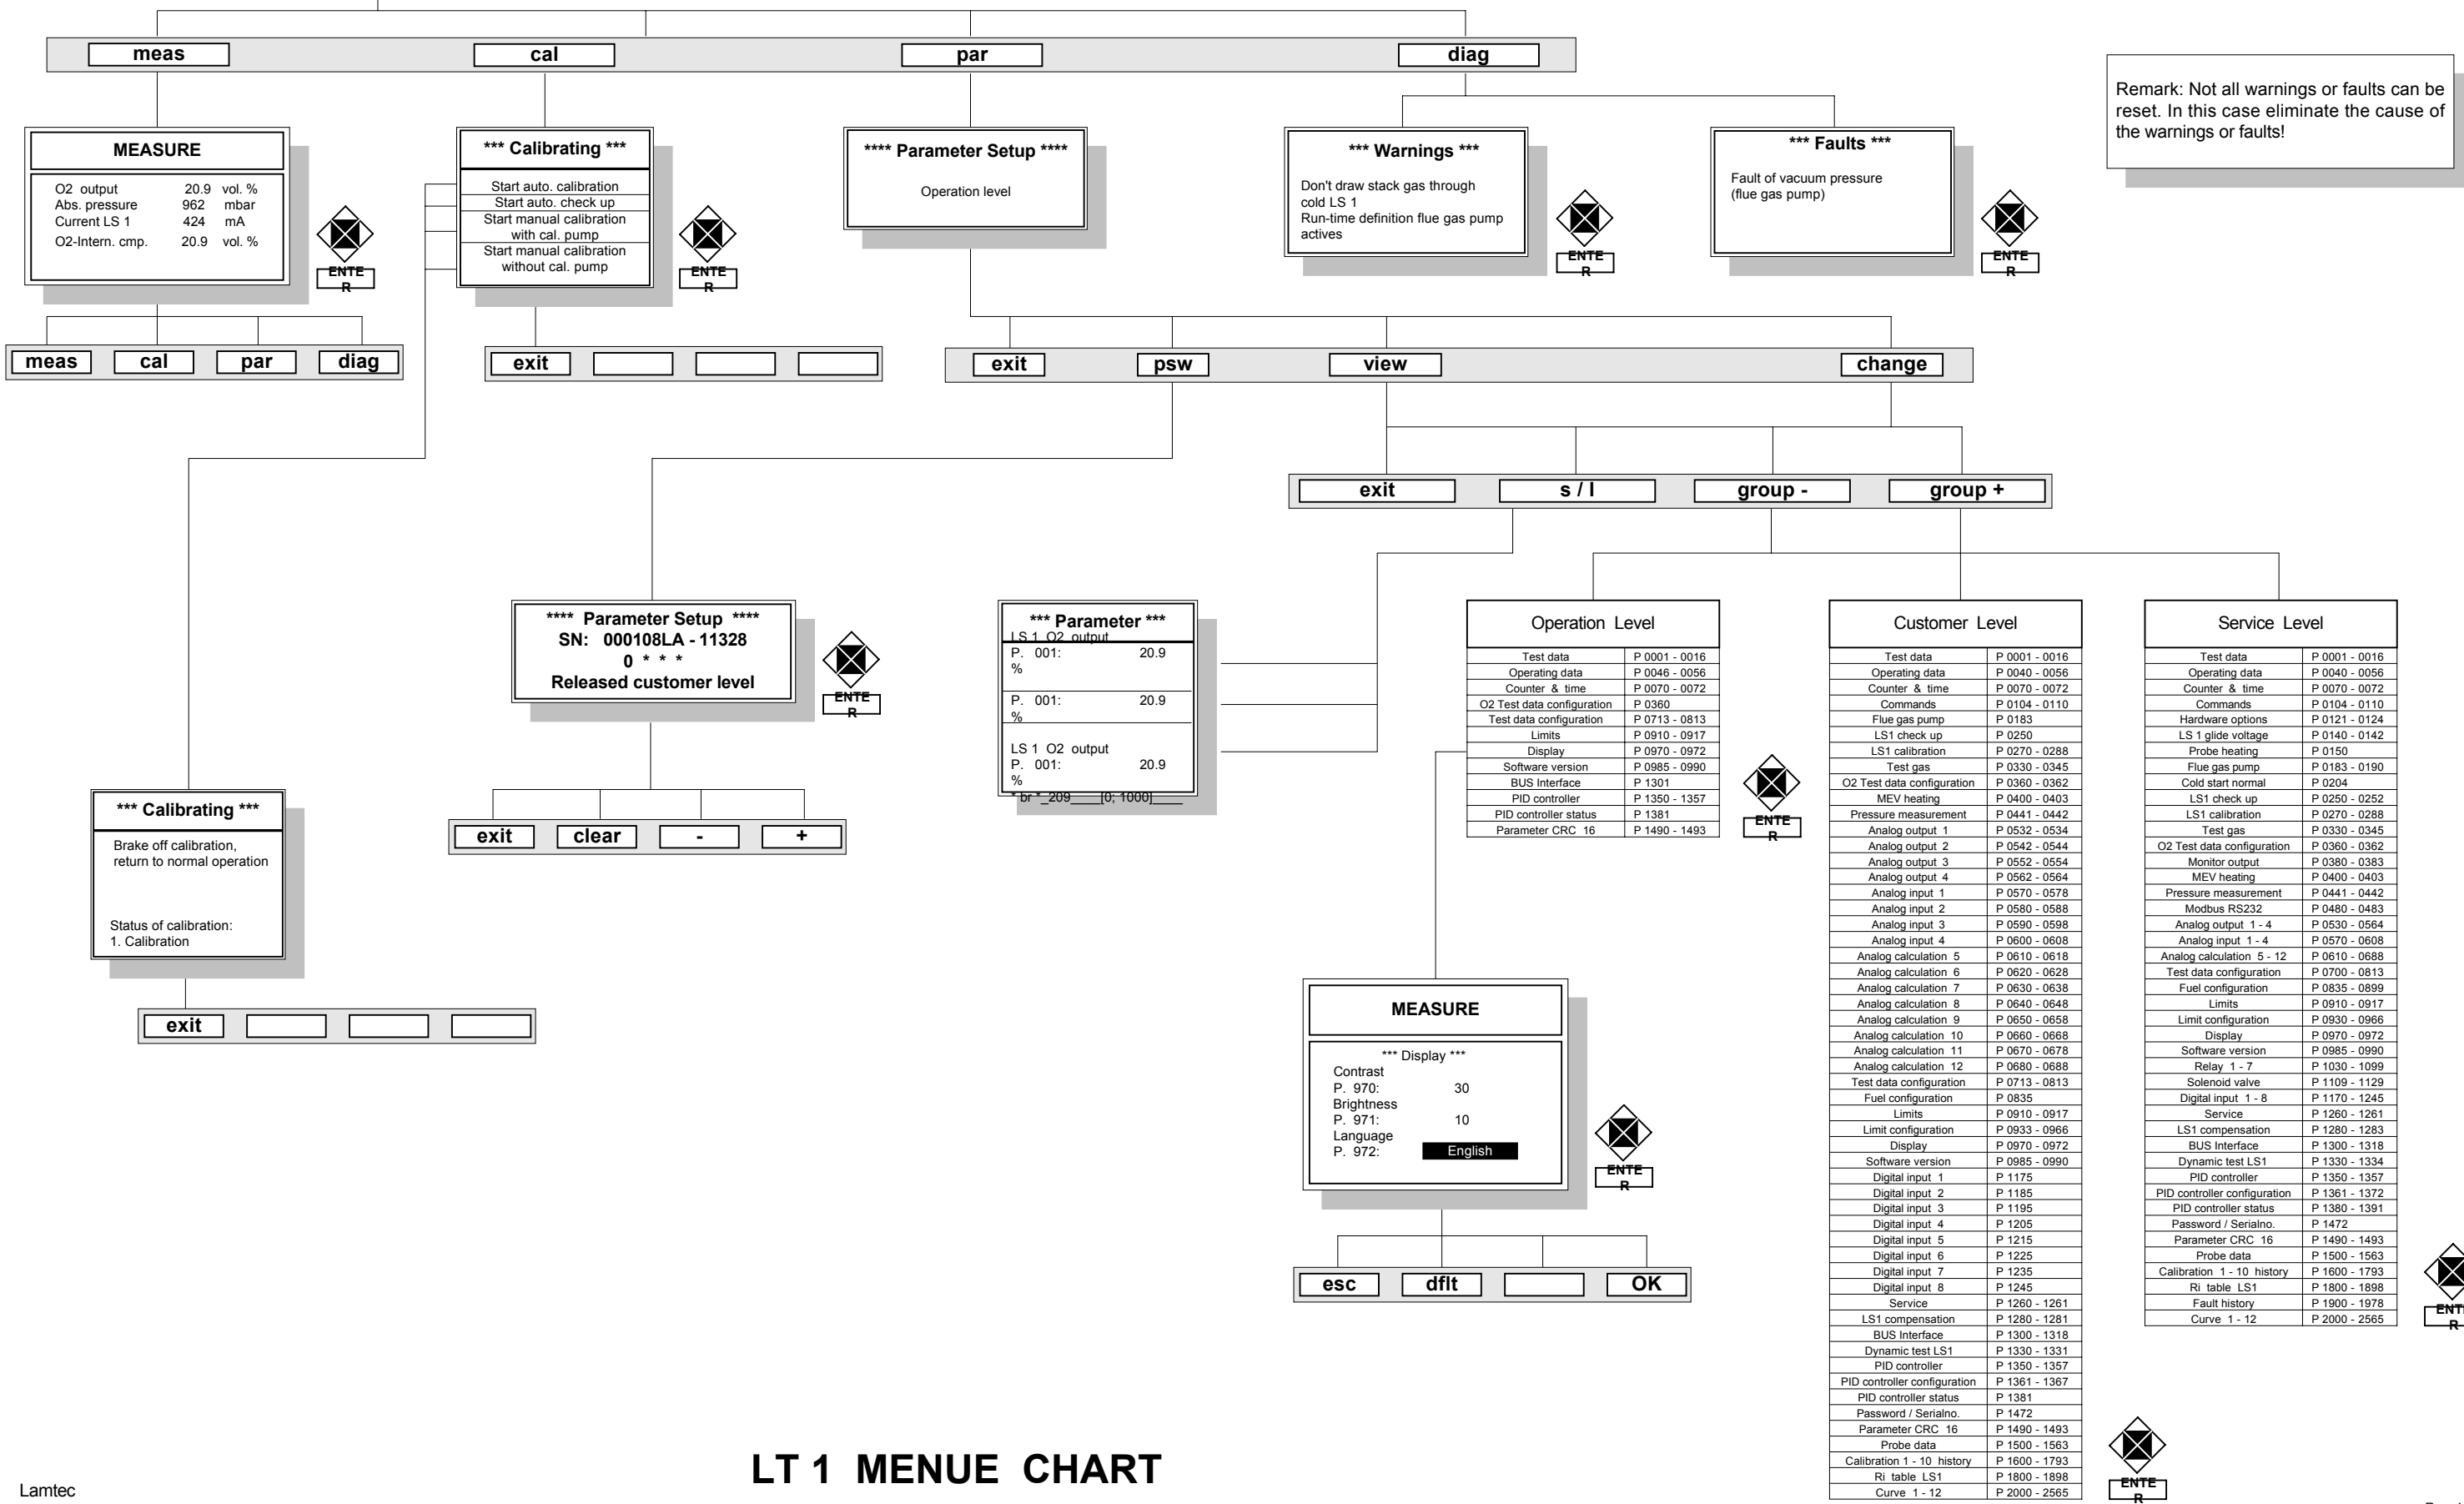 meas
cal
par
diag
Remark: Not all warnings or faults can be
reset. In this case eliminate the cause of
the warnings or faults!
MEASURE
O2 output 20.9 vol. %
Abs. pressure 962 mbar
Current LS 1 424 mA
O2-Intern. cmp. 20.9 vol. %
ENTE
R
meas
cal
par
diag
*** Calibrating ***
Start auto. calibration
Start auto. check up
Start manual calibration
with cal. pump
Start manual calibration
without cal. pump
ENTE
R
exit
**** Parameter Setup ****
Operation level
*** Warnings ***
Don't draw stack gas through
cold LS 1
Run-time definition flue gas pump
actives
ENTE
R
*** Faults ***
Fault of vacuum pressure
(flue gas pump)
ENTE
R
exit
psw
view
change
exit
s / l
group -
group +
**** Parameter Setup ****
SN: 000108LA - 11328
0 * * *
Released customer level
ENTE
R
exit
clear
-
+
*** Parameter ***
LS 1 O2 output
P. 001: 20.9
%
P. 001: 20.9
%
LS 1 O2 output
P. 001: 20.9
%
* br *_209____[0; 1000]____
*** Calibrating ***
Brake off calibration,
return to normal operation
Status of calibration:
1. Calibration
exit
Operation Level
Test data P 0001 - 0016
Operating data P 0046 - 0056
Counter & time P 0070 - 0072
O2 Test data configuration P 0360
Test data configuration P 0713 - 0813
Limits P 0910 - 0917
Display P 0970 - 0972
Software version P 0985 - 0990
BUS Interface P 1301
PID controller P 1350 - 1357
PID controller status P 1381
Parameter CRC 16 P 1490 - 1493
ENTE
R
MEASURE
*** Display ***
Contrast
P. 970: 30
Brightness
P. 971: 10
Language
P. 972: English
ENTE
R
esc
dflt
OK
Customer Level
Test data P 0001 - 0016
Operating data P 0040 - 0056
Counter & time P 0070 - 0072
Commands P 0104 - 0110
Flue gas pump P 0183
LS1 check up P 0250
LS1 calibration P 0270 - 0288
Test gas P 0330 - 0345
O2 Test data configuration P 0360 - 0362
MEV heating P 0400 - 0403
Pressure measurement P 0441 - 0442
Analog output 1 P 0532 - 0534
Analog output 2 P 0542 - 0544
Analog output 3 P 0552 - 0554
Analog output 4 P 0562 - 0564
Analog input 1 P 0570 - 0578
Analog input 2 P 0580 - 0588
Analog input 3 P 0590 - 0598
Analog input 4 P 0600 - 0608
Analog calculation 5 P 0610 - 0618
Analog calculation 6 P 0620 - 0628
Analog calculation 7 P 0630 - 0638
Analog calculation 8 P 0640 - 0648
Analog calculation 9 P 0650 - 0658
Analog calculation 10 P 0660 - 0668
Analog calculation 11 P 0670 - 0678
Analog calculation 12 P 0680 - 0688
Test data configuration P 0713 - 0813
Fuel configuration P 0835
Limits P 0910 - 0917
Limit configuration P 0933 - 0966
Display P 0970 - 0972
Software version P 0985 - 0990
Digital input 1 P 1175
Digital input 2 P 1185
Digital input 3 P 1195
Digital input 4 P 1205
Digital input 5 P 1215
Digital input 6 P 1225
Digital input 7 P 1235
Digital input 8 P 1245
Service P 1260 - 1261
LS1 compensation P 1280 - 1281
BUS Interface P 1300 - 1318
Dynamic test LS1 P 1330 - 1331
PID controller P 1350 - 1357
PID controller configuration P 1361 - 1367
PID controller status P 1381
Password / Serialno. P 1472
Parameter CRC 16 P 1490 - 1493
Probe data P 1500 - 1563
Calibration 1 - 10 history P 1600 - 1793
Ri table LS1 P 1800 - 1898
Curve 1 - 12 P 2000 - 2565
ENTE
R
Service Level
Test data P 0001 - 0016
Operating data P 0040 - 0056
Counter & time P 0070 - 0072
Commands P 0104 - 0110
Hardware options P 0121 - 0124
LS 1 glide voltage P 0140 - 0142
Probe heating P 0150
Flue gas pump P 0183 - 0190
Cold start normal P 0204
LS1 check up P 0250 - 0252
LS1 calibration P 0270 - 0288
Test gas P 0330 - 0345
O2 Test data configuration P 0360 - 0362
Monitor output P 0380 - 0383
MEV heating P 0400 - 0403
Pressure measurement P 0441 - 0442
Modbus RS232 P 0480 - 0483
Analog output 1 - 4 P 0530 - 0564
Analog input 1 - 4 P 0570 - 0608
Analog calculation 5 - 12 P 0610 - 0688
Test data configuration P 0700 - 0813
Fuel configuration P 0835 - 0899
Limits P 0910 - 0917
Limit configuration P 0930 - 0966
Display P 0970 - 0972
Software version P 0985 - 0990
Relay 1 - 7 P 1030 - 1099
Solenoid valve P 1109 - 1129
Digital input 1 - 8 P 1170 - 1245
Service P 1260 - 1261
LS1 compensation P 1280 - 1283
BUS Interface P 1300 - 1318
Dynamic test LS1 P 1330 - 1334
PID controller P 1350 - 1357
PID controller configuration P 1361 - 1372
PID controller status P 1380 - 1391
Password / Serialno. P 1472
Parameter CRC 16 P 1490 - 1493
Probe data P 1500 - 1563
Calibration 1 - 10 history P 1600 - 1793
Ri table LS1 P 1800 - 1898
Fault history P 1900 - 1978
Curve 1 - 12 P 2000 - 2565
ENTE
R
LT 1 MENUE CHART
Lamtec